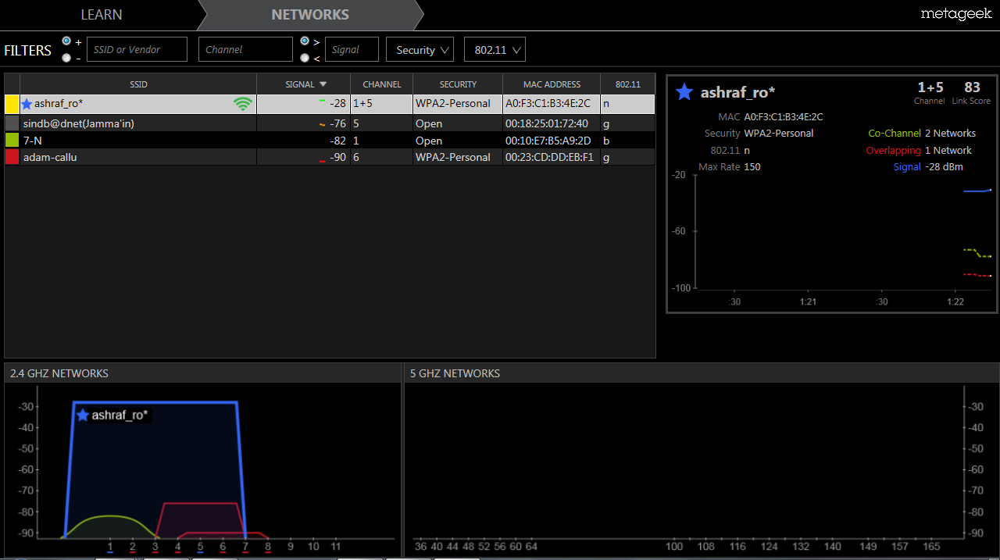 LEARN NETWORKS metageek
FILTERS + - SSID or Vendor Channel > < Signal Security 802.11
SSID SIGNAL CHANNEL SECURITY MAC ADDRESS 802.11
ashraf_ro* -28 1+5 WPA2-Personal A0:F3:C1:B3:4E:2C n
sindb@dnet(Jamma'in) -76 5 Open 00:18:25:01:72:40 g
7-N -82 1 Open 00:10:E7:B5:A9:2D b
adam-callu -90 6 WPA2-Personal 00:23:CD:DD:EB:F1 g
ashraf_ro* 1+5 83
Channel Link Score
MAC A0:F3:C1:B3:4E:2C
Security WPA2-Personal Co-Channel 2 Networks
802.11 n Overlapping 1 Network
Max Rate 150 Signal -28 dBm
-20
-60
-100
:30 1:21 :30 1:22
2.4 GHZ NETWORKS
ashraf_ro*
-30
-40
-50
-60
-70
-80
-90
1 2 3 4 5 6 7 8 9 10 11
5 GHZ NETWORKS
-30
-40
-50
-60
-70
-80
-90
36 40 44 48 52 56 60 64 100 108 116 124 132 140 149 157 165